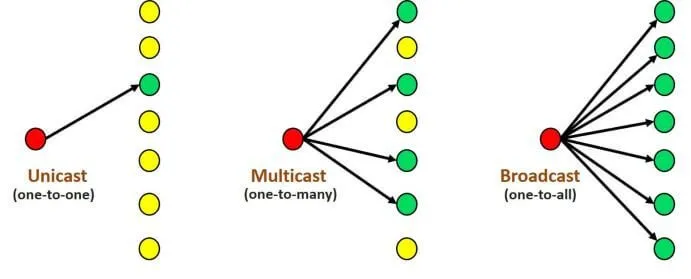 Unicast
(one-to-one)
Multicast
(one-to-many)
Broadcast
(one-to-all)